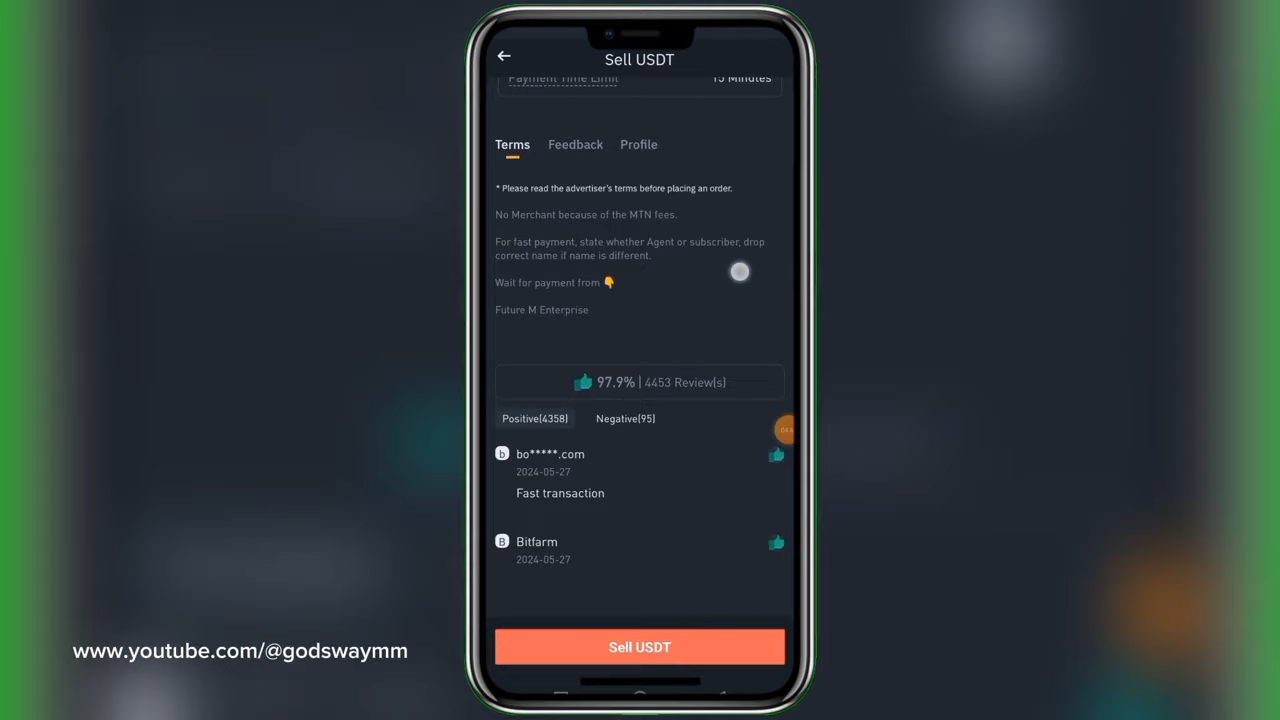 Sell USDT
Payment Time Limit 15 Minutes
Terms Feedback Profile
* Please read the advertiser's terms before placing an order.
No Merchant because of the MTN fees.
For fast payment, state whether Agent or subscriber, drop
correct name if name is different.
Wait for payment from 👇
Future M Enterprise
97.9% | 4453 Review(s)
Positive(4358) Negative(95)
b bo*****.com
2024-05-27
Fast transaction
B Bitfarm
2024-05-27
Sell USDT
www.youtube.com/@godswaymm